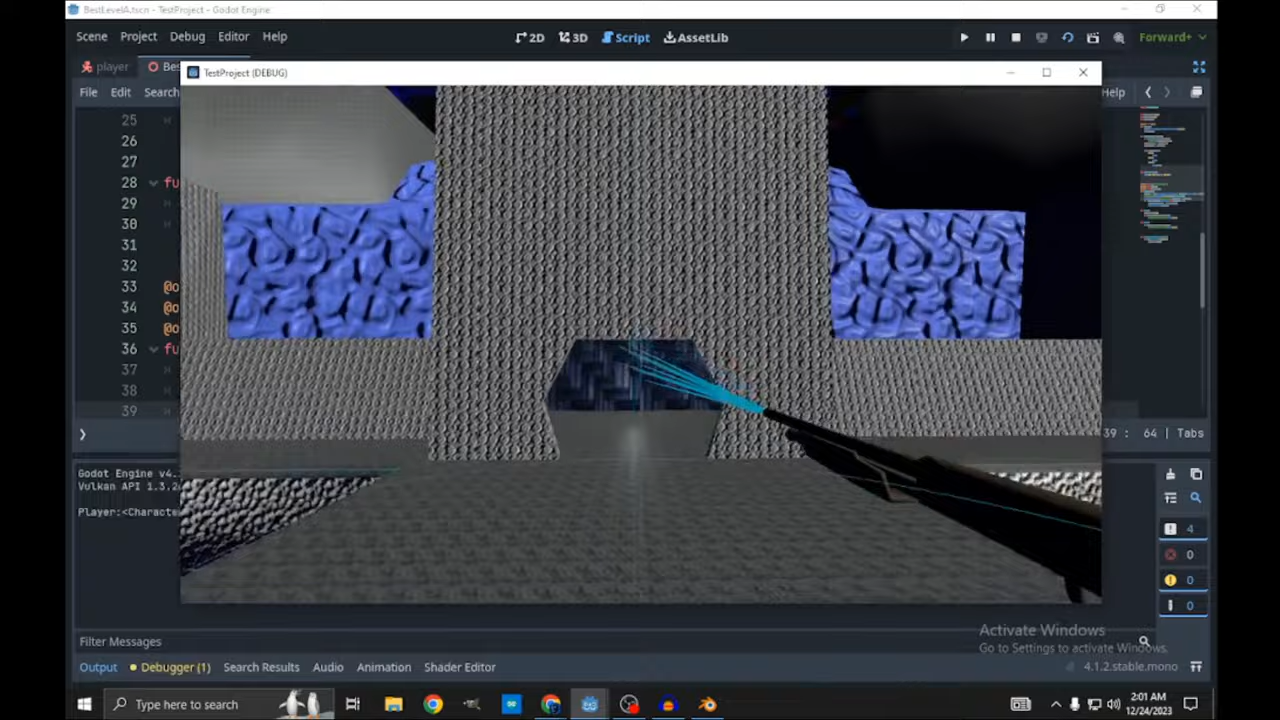 BestLevelA.tscn - TestProject - Godot Engine
Scene Project Debug Editor Help
2D 3D Script AssetLib
Forward+
player
Be
TestProject (DEBUG)
File Edit Search
Help
25
26
27
28 fu
29
30
31
32
33 @o
34 @o
35 @o
36 fu
37
38
39
39 : 64 | Tabs
Godot Engine v4.
Vulkan API 1.3.2
Player:<Characte
4
0
0
0
Filter Messages
Activate Windows
Go to Settings to activate Windows.
Output Debugger (1) Search Results Audio Animation Shader Editor
4.1.2.stable.mono
Type here to search
2:01 AM
12/24/2023